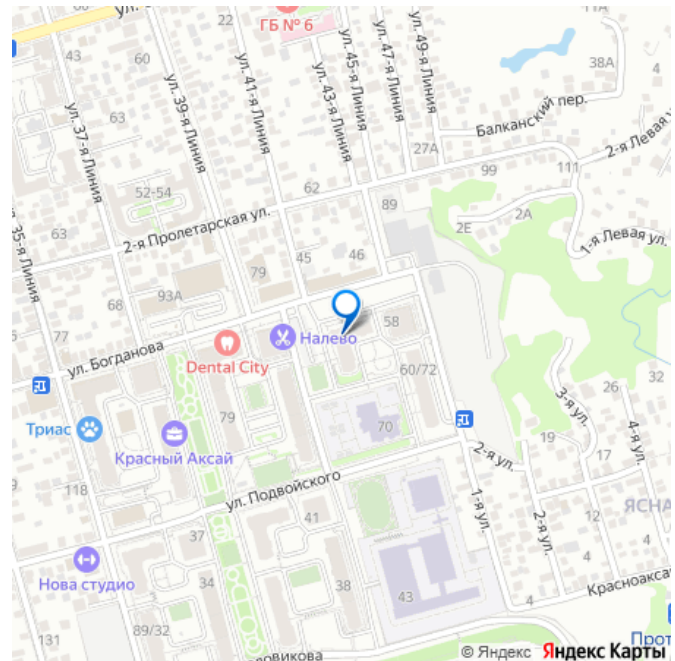 22
ГБ № 6
11А
38А
4
43
60
63
ул. 37-я Линия
ул. 39-я Линия
ул. 41-я Линия
ул. 43-я Линия
ул. 45-я Линия
ул. 47-я Линия
ул. 49-я Линия
Балканский пер.
27А
2-я Левая
99
111
52-54
62
89
2Е
2А
63
2-я Пролетарская ул.
1-я Левая ул.
35-я Линия
45
46
79
93А
68
77
58
Налево
ул. Богданова
Dental City
60/72
3-я ул.
26
32
4-я ул.
79
70
Триас
Красный Аксай
19
17
2-я ул.
118
ул. Подвойского
1-я ул.
2-я ул.
12
ЯСНА
41
37
4
4
Нова студио
34
38
43
4
Красноакса
131
89/32
овикова
Прот
© Яндекс Яндекс Карты